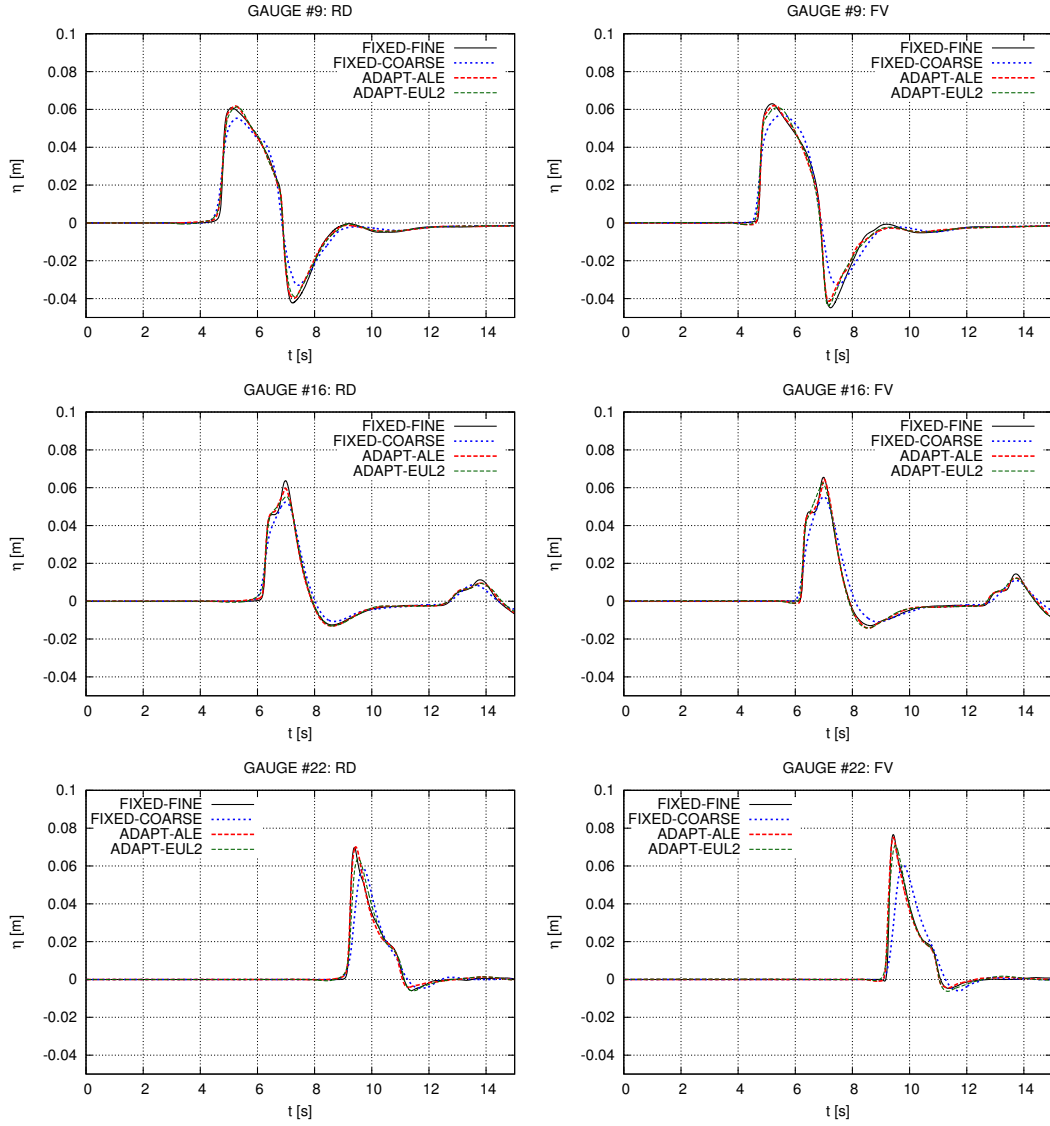 GAUGE #9: RD
0.1
0.08
0.06
0.04
0.02
0
-0.02
-0.04
η [m]
0 2 4 6 8 10 12 14
t [s]
FIXED-FINE
FIXED-COARSE
ADAPT-ALE
ADAPT-EUL2
GAUGE #9: FV
0.1
0.08
0.06
0.04
0.02
0
-0.02
-0.04
η [m]
0 2 4 6 8 10 12 14
t [s]
FIXED-FINE
FIXED-COARSE
ADAPT-ALE
ADAPT-EUL2
GAUGE #16: RD
0.1
0.08
0.06
0.04
0.02
0
-0.02
-0.04
η [m]
0 2 4 6 8 10 12 14
t [s]
FIXED-FINE
FIXED-COARSE
ADAPT-ALE
ADAPT-EUL2
GAUGE #16: FV
0.1
0.08
0.06
0.04
0.02
0
-0.02
-0.04
η [m]
0 2 4 6 8 10 12 14
t [s]
FIXED-FINE
FIXED-COARSE
ADAPT-ALE
ADAPT-EUL2
GAUGE #22: RD
0.1
0.08
0.06
0.04
0.02
0
-0.02
-0.04
η [m]
0 2 4 6 8 10 12 14
t [s]
FIXED-FINE
FIXED-COARSE
ADAPT-ALE
ADAPT-EUL2
GAUGE #22: FV
0.1
0.08
0.06
0.04
0.02
0
-0.02
-0.04
η [m]
0 2 4 6 8 10 12 14
t [s]
FIXED-FINE
FIXED-COARSE
ADAPT-ALE
ADAPT-EUL2